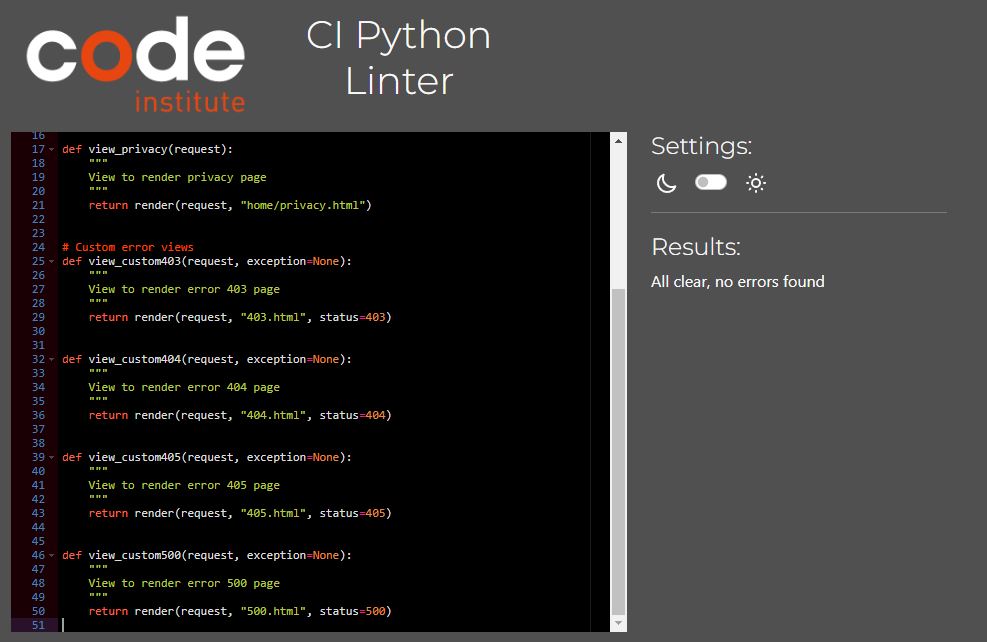 code
institute
CI Python
Linter
16
17 def view_privacy(request):
18     """
19     View to render privacy page
20     """
21     return render(request, "home/privacy.html")
22
23
24 # Custom error views
25 def view_custom403(request, exception=None):
26     """
27     View to render error 403 page
28     """
29     return render(request, "403.html", status=403)
30
31
32 def view_custom404(request, exception=None):
33     """
34     View to render error 404 page
35     """
36     return render(request, "404.html", status=404)
37
38
39 def view_custom405(request, exception=None):
40     """
41     View to render error 405 page
42     """
43     return render(request, "405.html", status=405)
44
45
46 def view_custom500(request, exception=None):
47     """
48     View to render error 500 page
49     """
50     return render(request, "500.html", status=500)
51
Settings:
Results:
All clear, no errors found